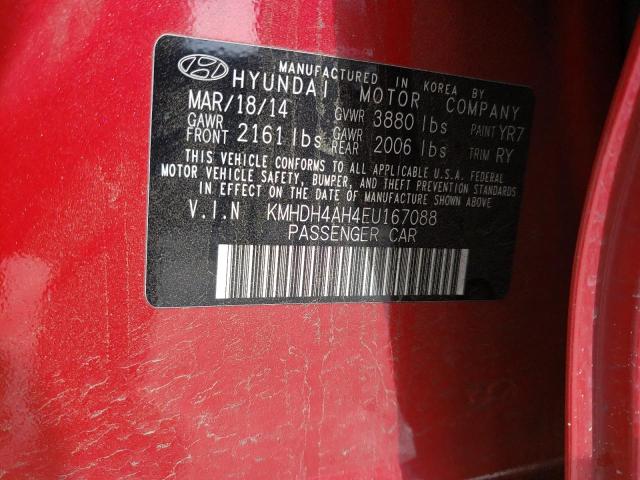 MANUFACTURED IN KOREA BY
HYUNDAI MOTOR COMPANY
MAR/18/14 GVWR 3880 lbs PAINT YR7
GAWR FRONT 2161 lbs GAWR REAR 2006 lbs TRIM RY
THIS VEHICLE CONFORMS TO ALL APPLICABLE U.S.A. FEDERAL
MOTOR VEHICLE SAFETY, BUMPER, AND THEFT PREVENTION STANDARDS
IN EFFECT ON THE DATE OF MANUFACTURE SHOWN ABOVE.
V.I.N KMHDH4AH4EU167088
PASSENGER CAR